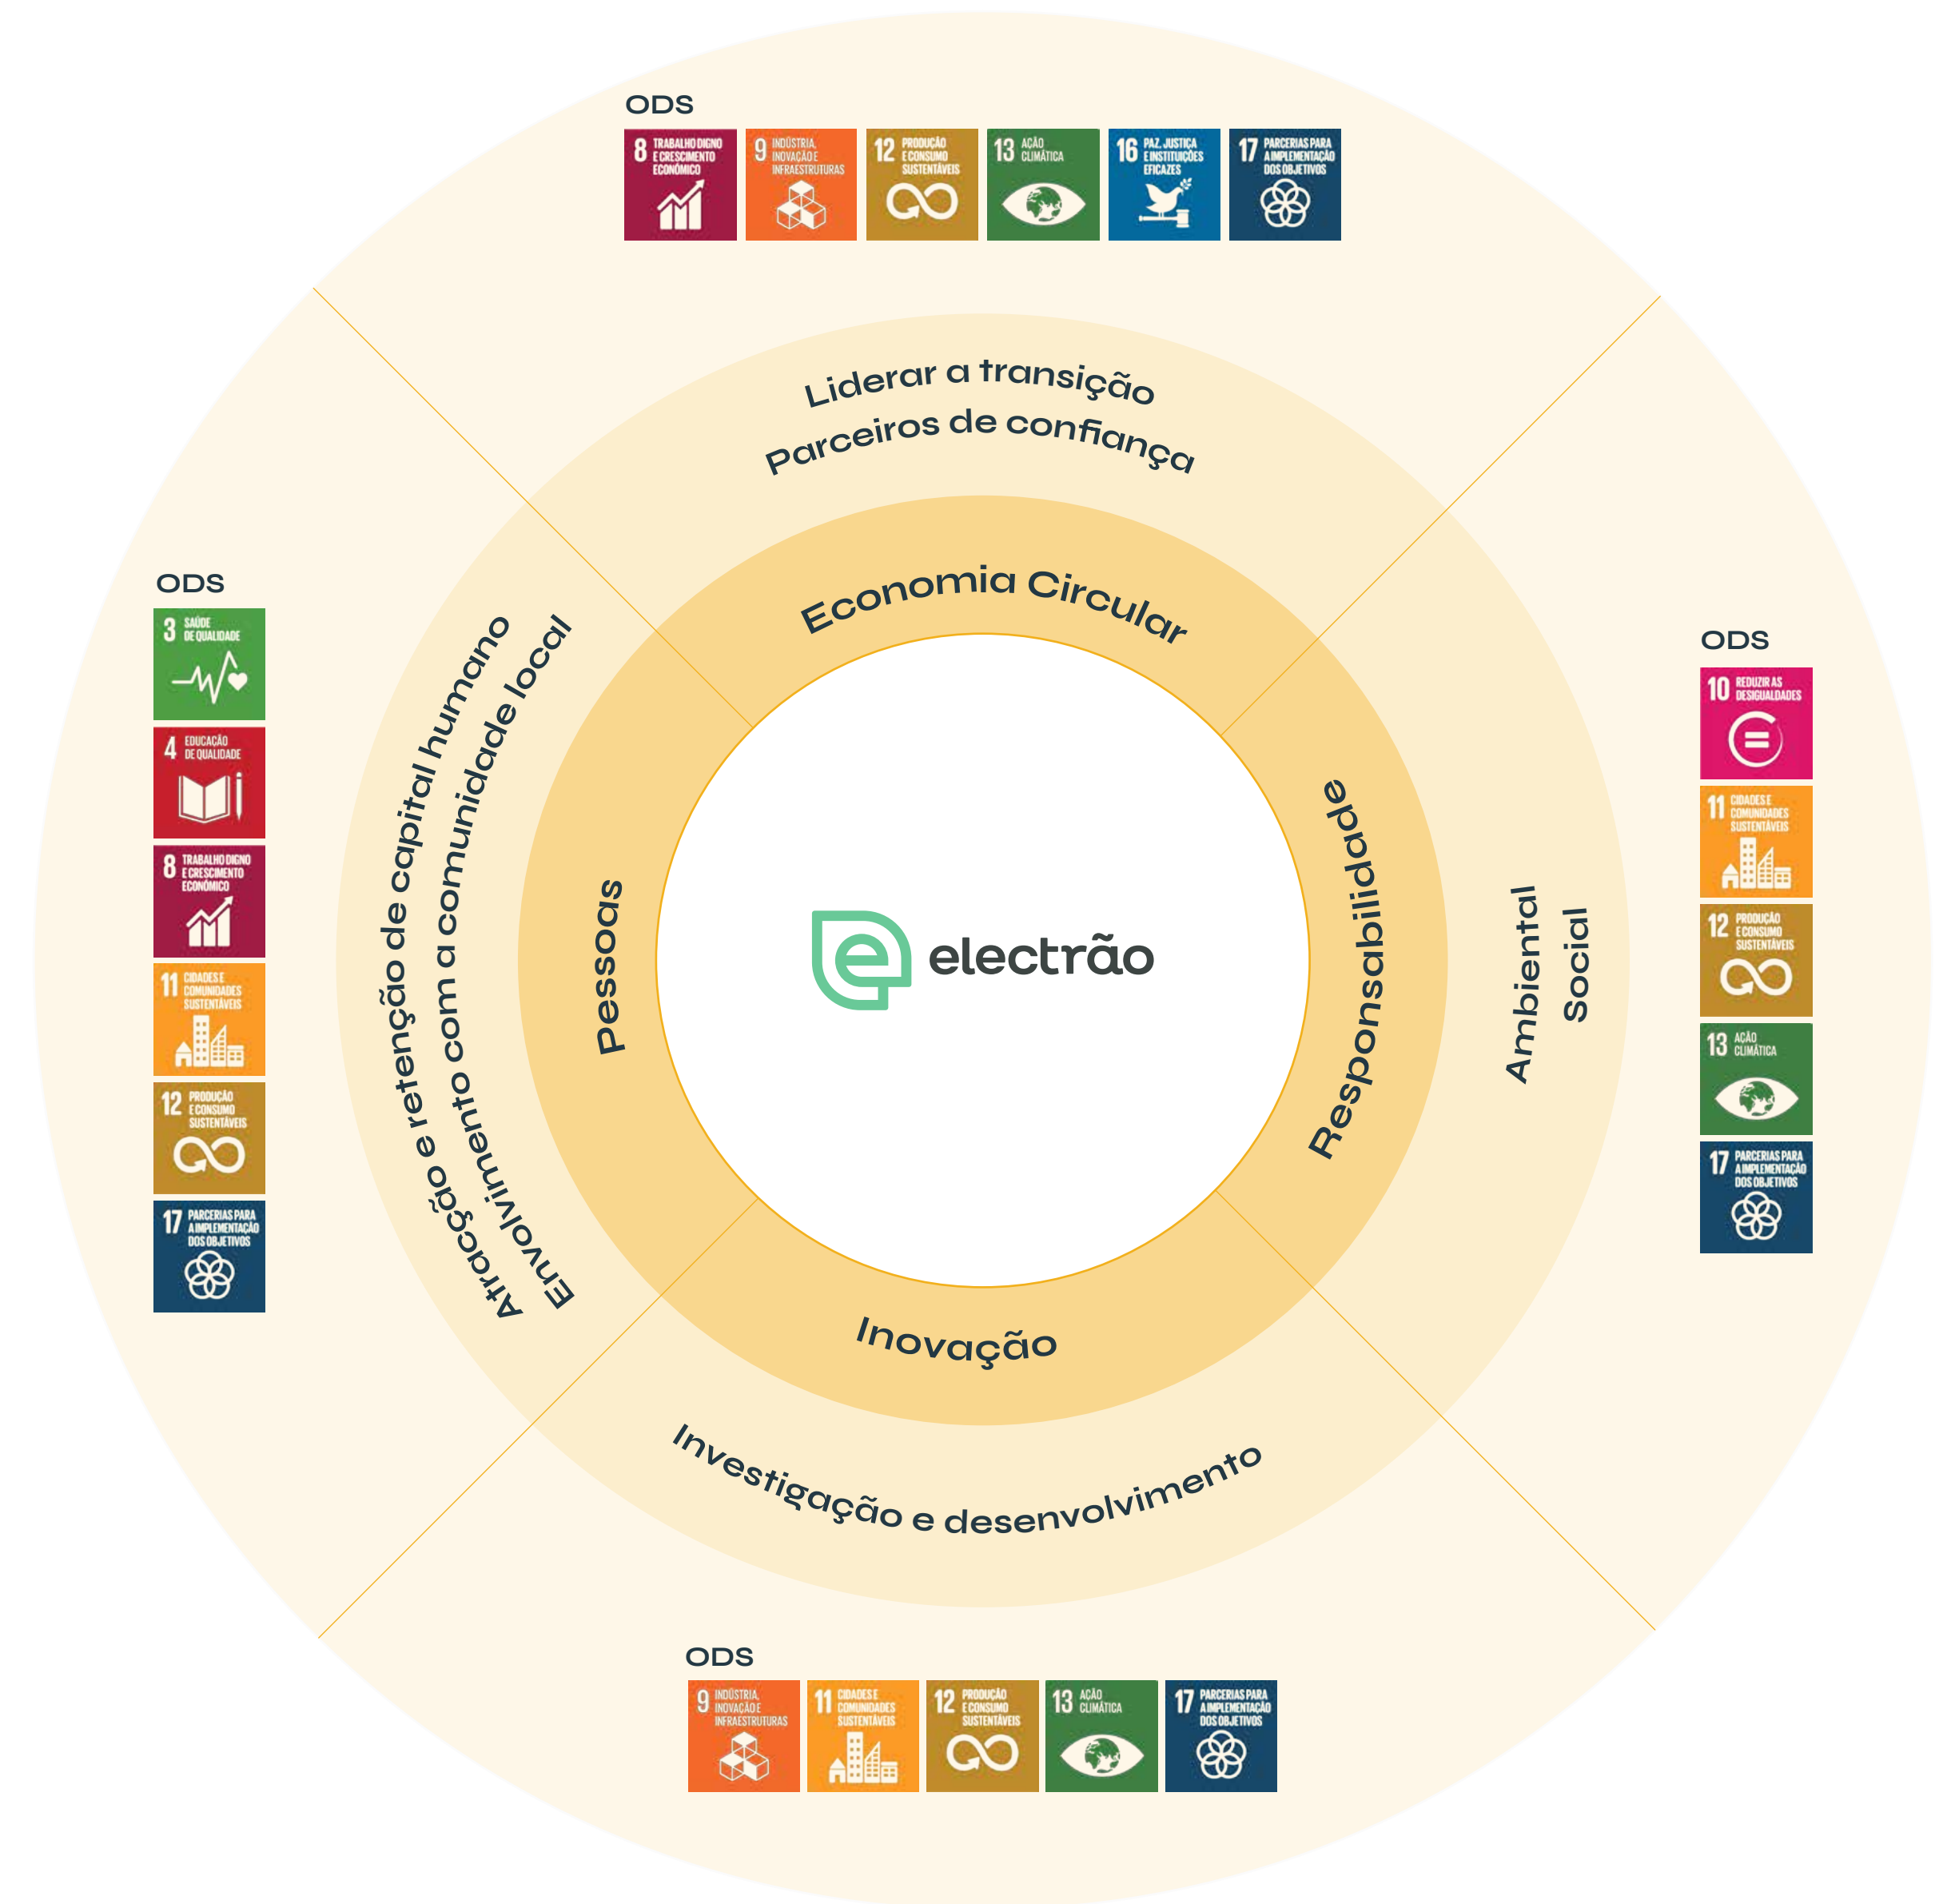 ODS
8 TRABALHO DIGNO
E CRESCIMENTO
ECONÓMICO
9 INDÚSTRIA,
INOVAÇÃO E
INFRAESTRUTURAS
12 PRODUÇÃO
E CONSUMO
SUSTENTÁVEIS
13 AÇÃO
CLIMÁTICA
16 PAZ, JUSTIÇA
E INSTITUIÇÕES
EFICAZES
17 PARCERIAS PARA
A IMPLEMENTAÇÃO
DOS OBJETIVOS
Liderar a transição
Parceiros de confiança
Economia Circular
ODS
3 SAÚDE
DE QUALIDADE
4 EDUCAÇÃO
DE QUALIDADE
8 TRABALHO DIGNO
E CRESCIMENTO
ECONÓMICO
11 CIDADES E
COMUNIDADES
SUSTENTÁVEIS
12 PRODUÇÃO
E CONSUMO
SUSTENTÁVEIS
17 PARCERIAS PARA
A IMPLEMENTAÇÃO
DOS OBJETIVOS
Atracção e retenção de capital humano
Envolvimento com a comunidade local
Pessoas
electrão
Responsabilidade
Ambiental
Social
ODS
10 REDUZIR AS
DESIGUALDADES
11 CIDADES E
COMUNIDADES
SUSTENTÁVEIS
12 PRODUÇÃO
E CONSUMO
SUSTENTÁVEIS
13 AÇÃO
CLIMÁTICA
17 PARCERIAS PARA
A IMPLEMENTAÇÃO
DOS OBJETIVOS
Inovação
Investigação e desenvolvimento
ODS
9 INDÚSTRIA,
INOVAÇÃO E
INFRAESTRUTURAS
11 CIDADES E
COMUNIDADES
SUSTENTÁVEIS
12 PRODUÇÃO
E CONSUMO
SUSTENTÁVEIS
13 AÇÃO
CLIMÁTICA
17 PARCERIAS PARA
A IMPLEMENTAÇÃO
DOS OBJETIVOS